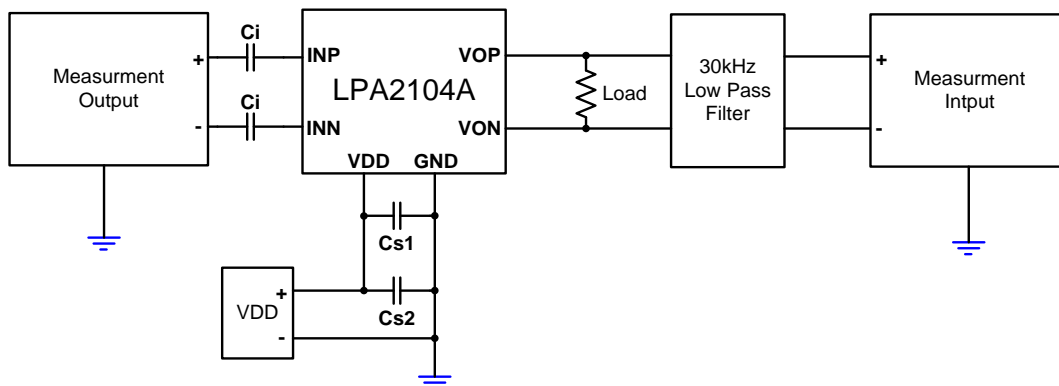 Measurment
Output
+
-
Ci
Ci
INP
INN
LPA2104A
VOP
VON
VDD
GND
Load
30kHz
Low Pass
Filter
+
-
Measurment
Intput
Cs1
Cs2
VDD
+
-